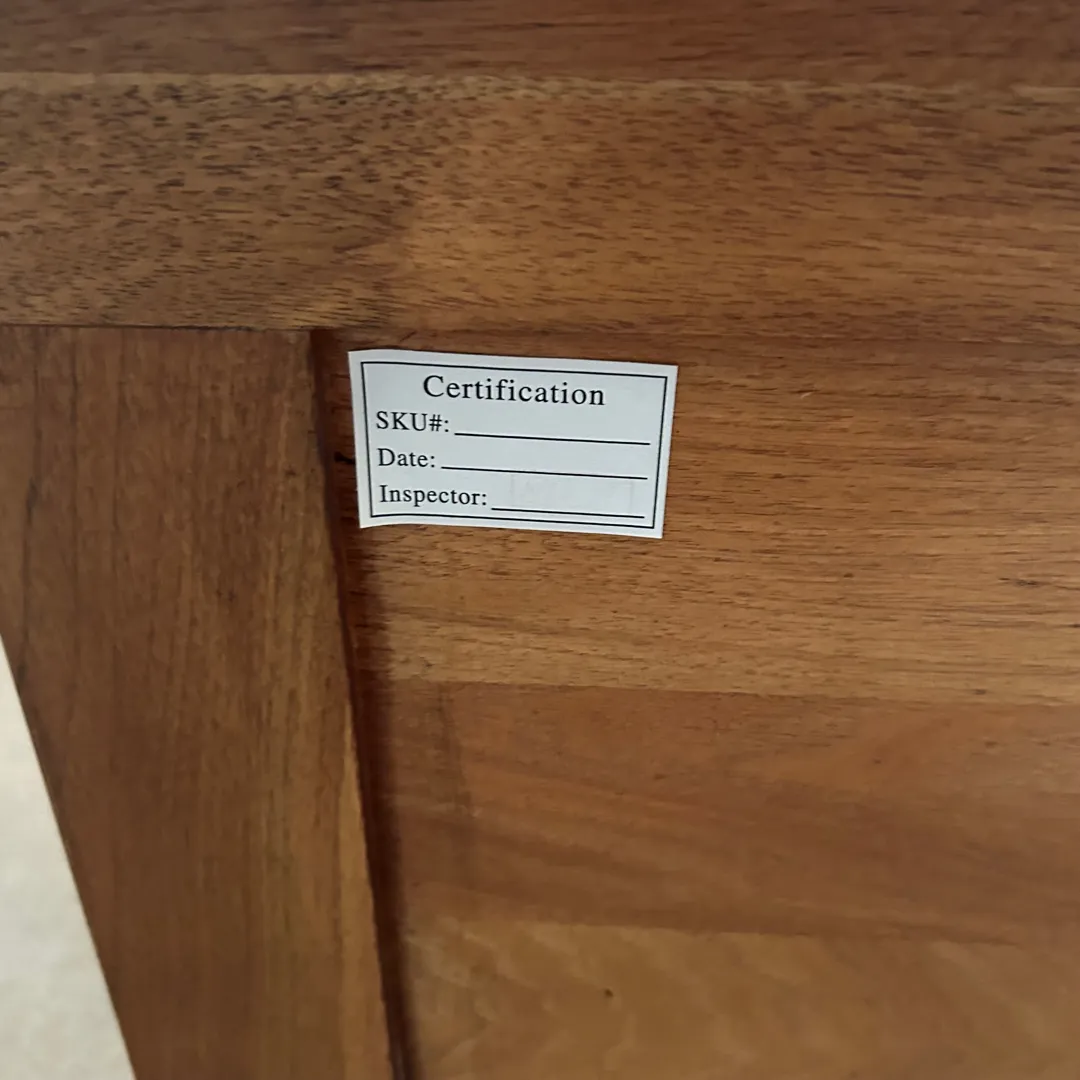 Certification
SKU#:
Date:
Inspector: